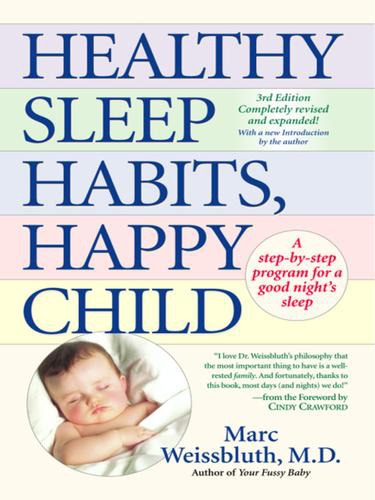 HEALTHY
SLEEP
3rd Edition
Completely revised
and expanded!
With a new Introduction
by the author
HABITS,
HAPPY
A
step-by-step
program for a
good night's
sleep
CHILD
"I love Dr. Weissbluth's philosophy that
the most important thing to have is a well-
rested family. And fortunately, thanks to
this book, most days (and nights) we do!"
—from the Foreword by
CINDY CRAWFORD
Marc
Weissbluth, M.D.
Author of Your Fussy Baby